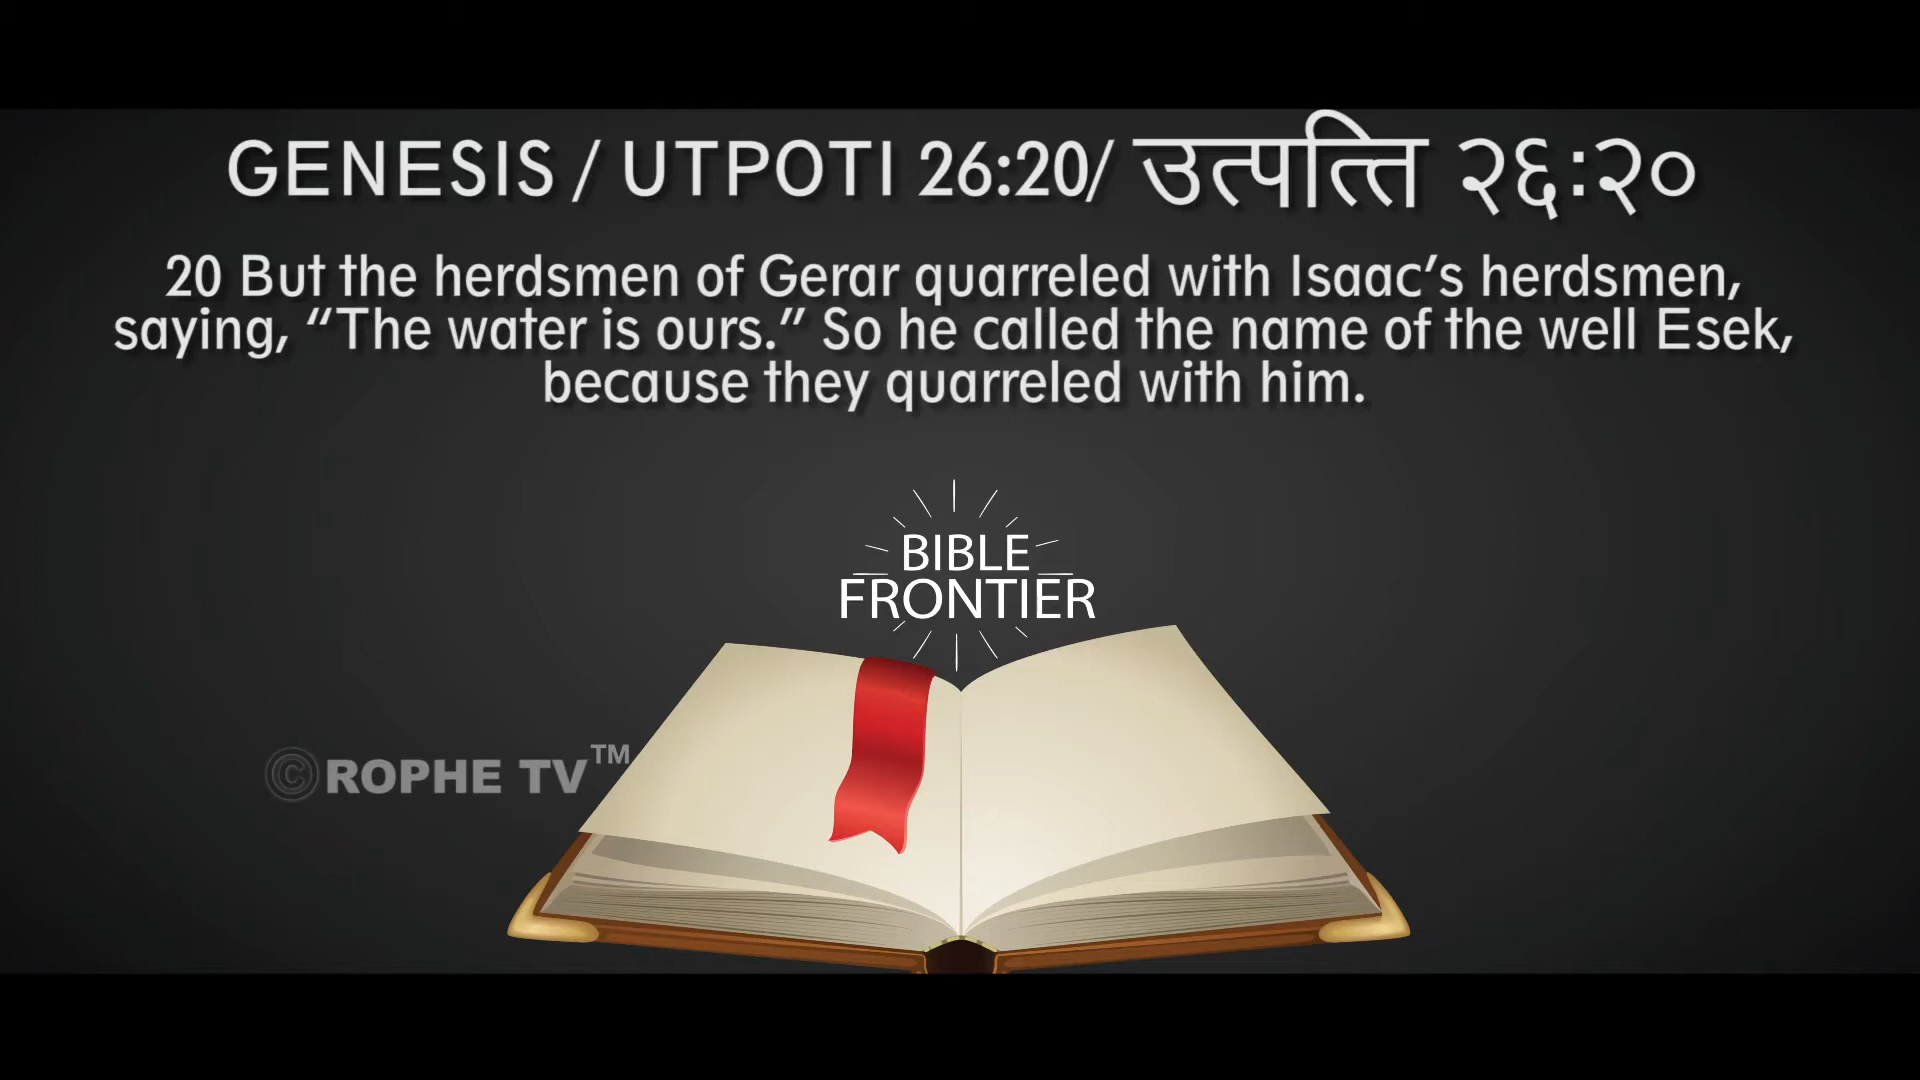 GENESIS / UTPOTI 26:20/ उत्पत्ति २६:२०
20 But the herdsmen of Gerar quarreled with Isaac’s herdsmen,
saying, “The water is ours.” So he called the name of the well Esek,
because they quarreled with him.
BIBLE
FRONTIER
©ROPHE TV™